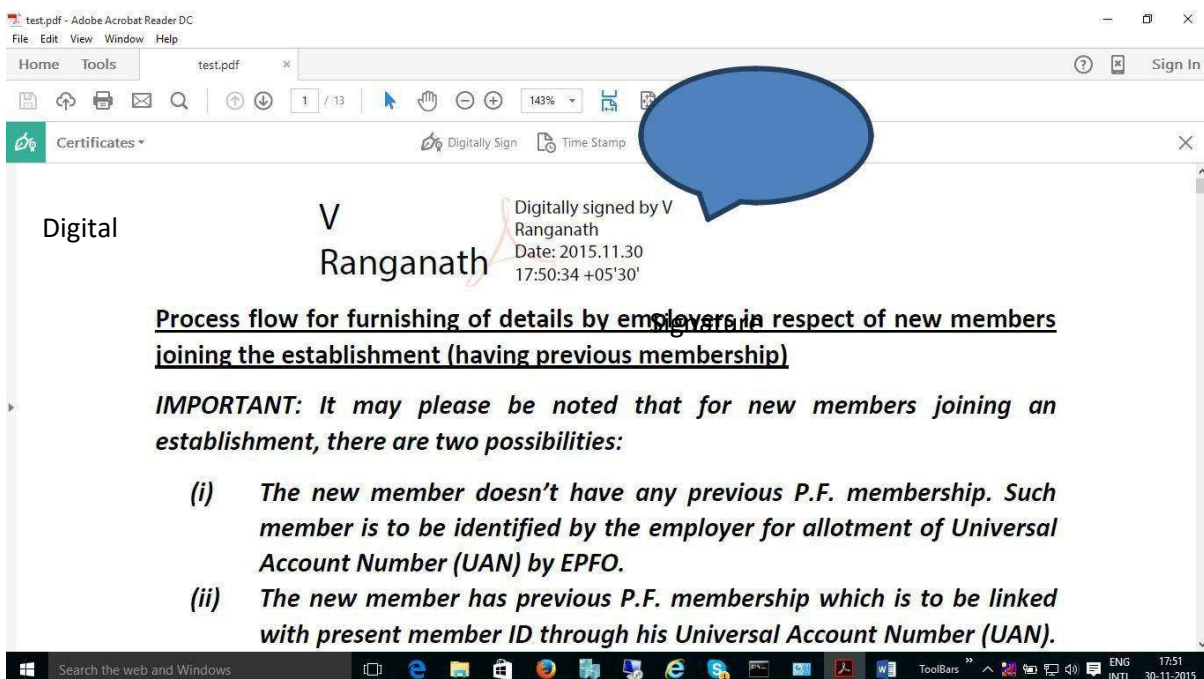 test.pdf - Adobe Acrobat Reader DC
File Edit View Window Help
Home Tools test.pdf × Sign In
1 / 13 143%
Certificates Digitally Sign Time Stamp
Digital
V
Ranganath
Digitally signed by V
Ranganath
Date: 2015.11.30
17:50:34 +05'30'
Signature
Process flow for furnishing of details by employers in respect of new members
joining the establishment (having previous membership)
IMPORTANT: It may please be noted that for new members joining an
establishment, there are two possibilities:
(i) The new member doesn’t have any previous P.F. membership. Such
member is to be identified by the employer for allotment of Universal
Account Number (UAN) by EPFO.
(ii) The new member has previous P.F. membership which is to be linked
with present member ID through his Universal Account Number (UAN).
Search the web and Windows ToolBars ENG 17:51
INTL 30-11-2015